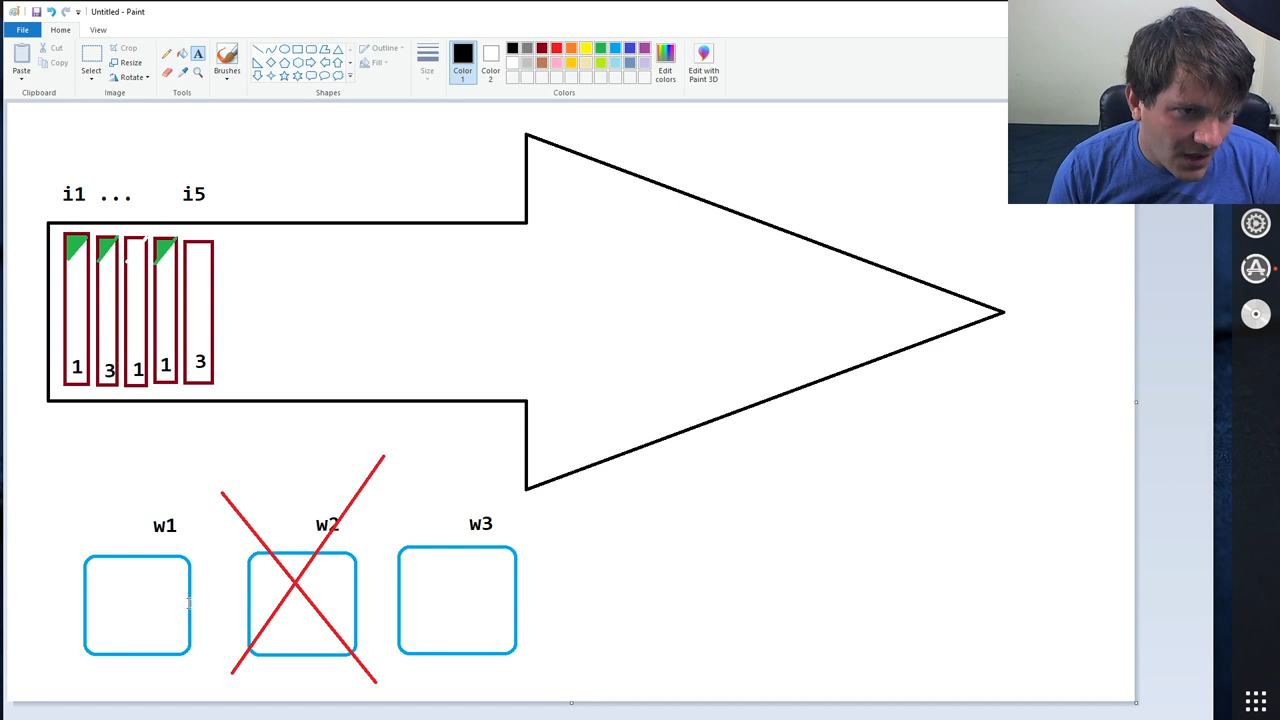 Untitled - Paint
File Home View
Paste
Cut
Copy
Clipboard
Select
Crop
Resize
Rotate
Image
Tools
Brushes
Shapes
Outline
Fill
Size
Color 1
Color 2
Edit colors
Colors
Edit with Paint 3D
i1 ... i5
1 3 1 1 3
w1 w2 w3